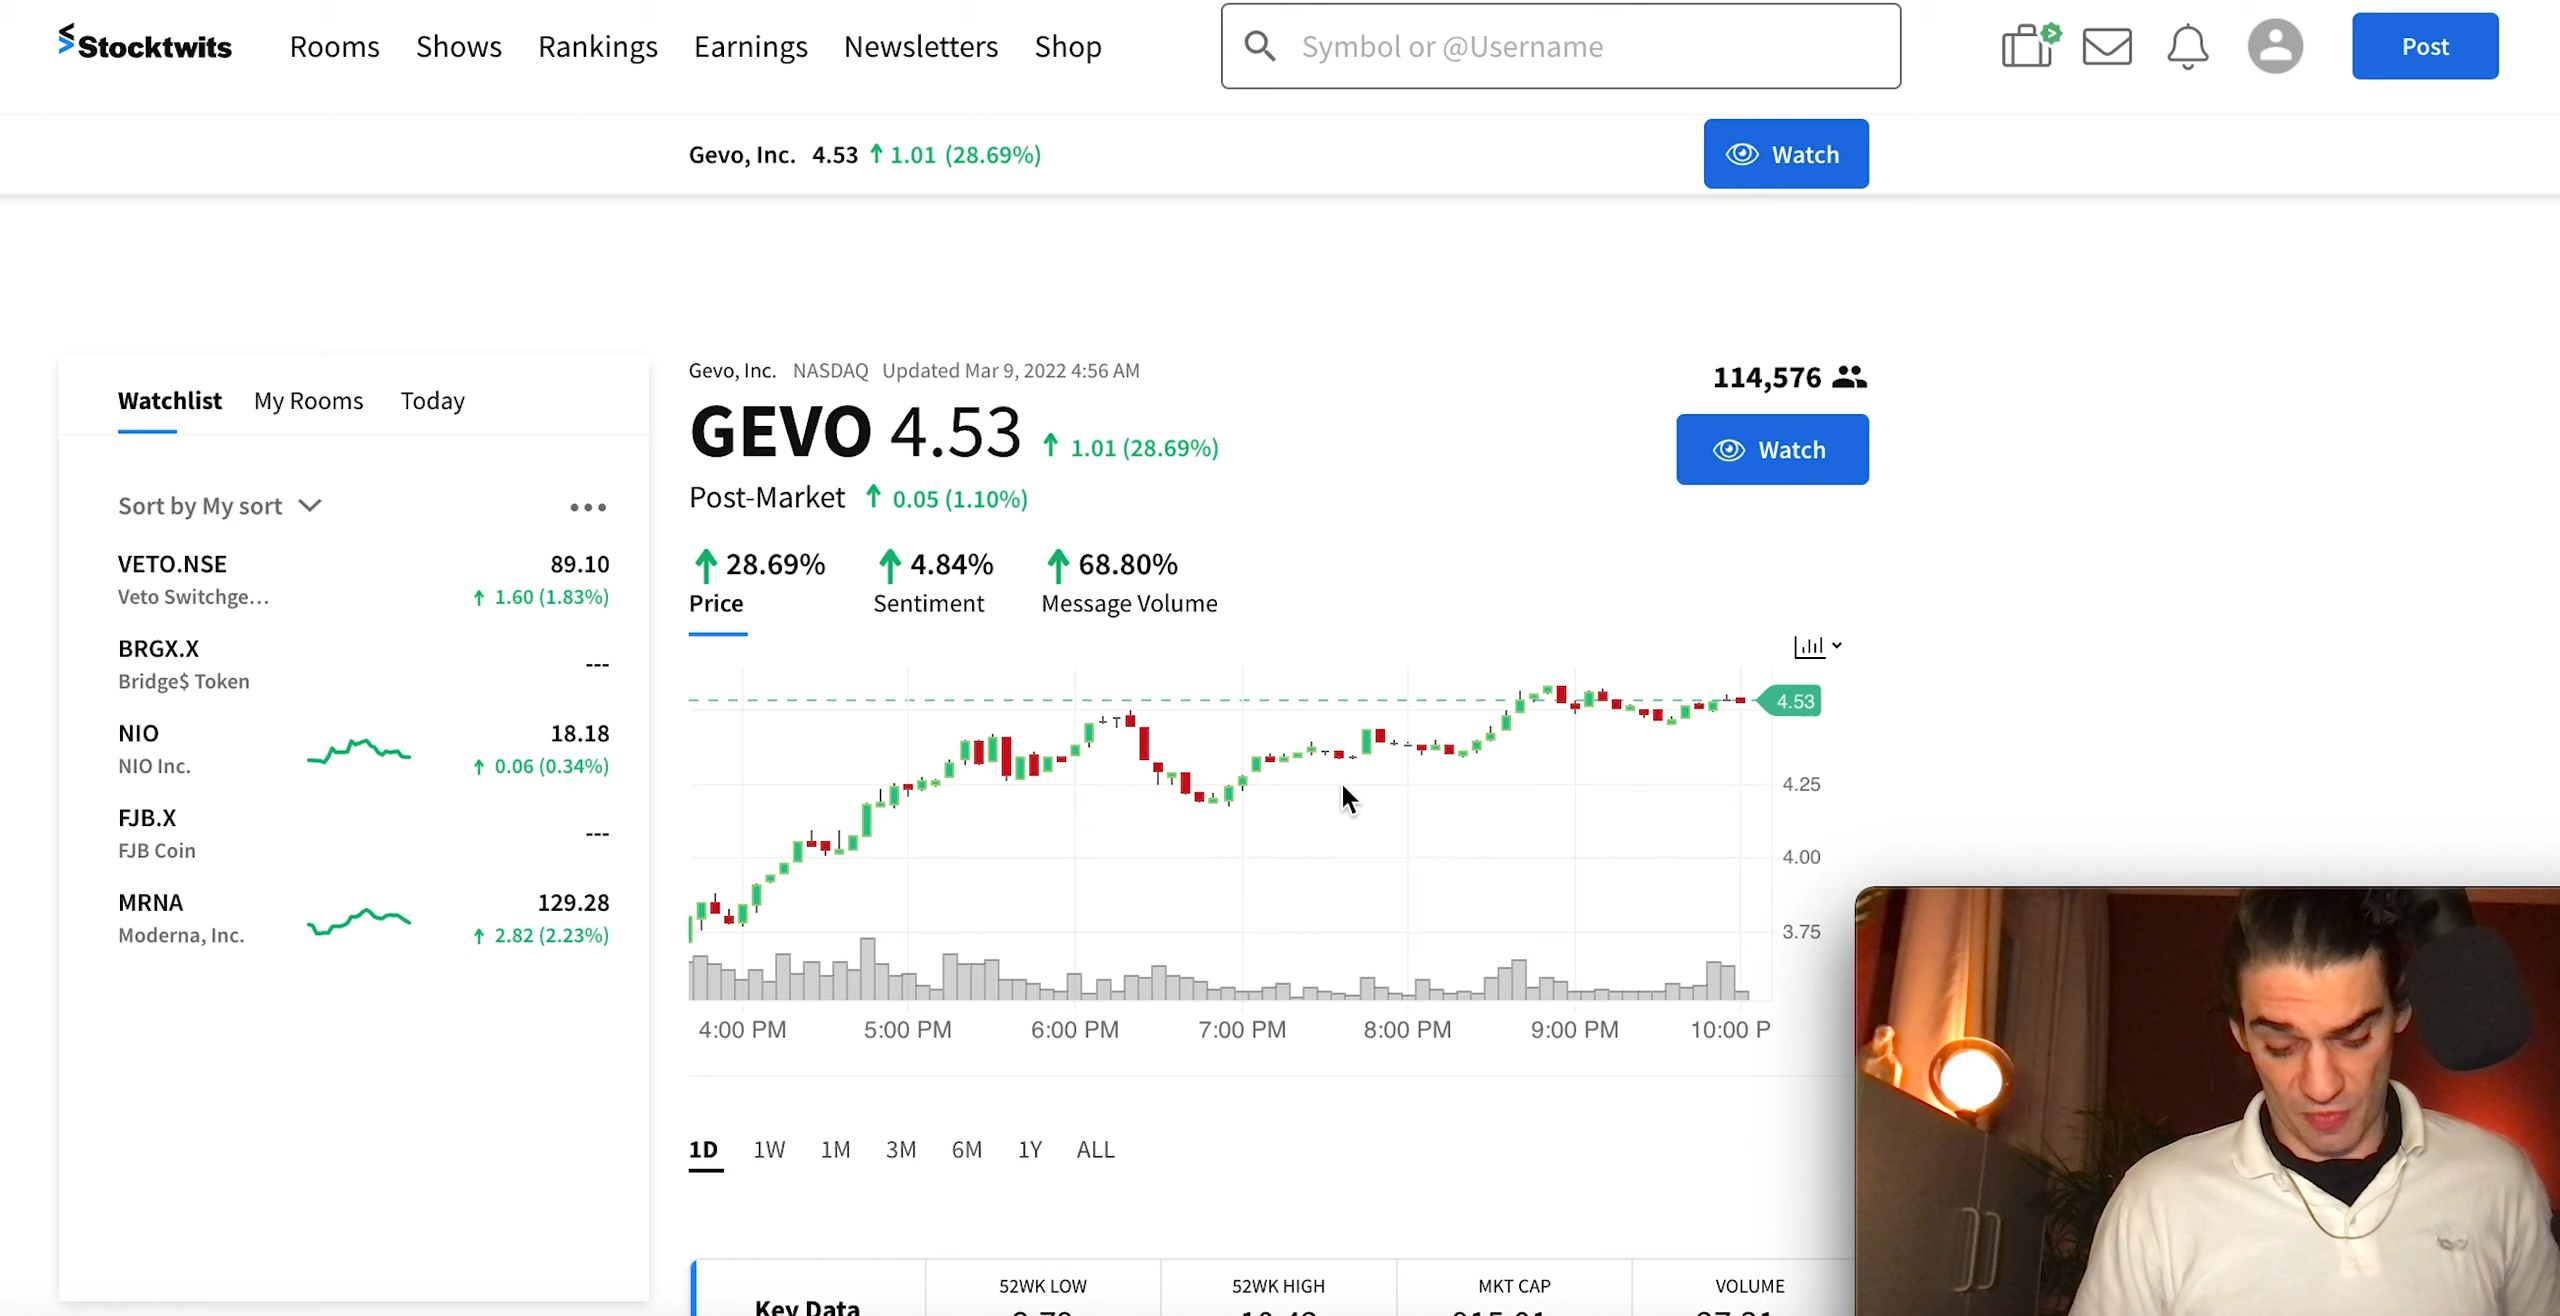 Stocktwits Rooms Shows Rankings Earnings Newsletters Shop Symbol or @Username Post
Gevo, Inc. 4.53 ↑ 1.01 (28.69%) Watch
Watchlist My Rooms Today
Sort by My sort
VETO.NSE 89.10
Veto Switchge... ↑ 1.60 (1.83%)
BRGX.X ---
Bridge$ Token
NIO 18.18
NIO Inc. ↑ 0.06 (0.34%)
FJB.X ---
FJB Coin
MRNA 129.28
Moderna, Inc. ↑ 2.82 (2.23%)
Gevo, Inc. NASDAQ Updated Mar 9, 2022 4:56 AM
114,576
GEVO 4.53 ↑ 1.01 (28.69%)
Watch
Post-Market ↑ 0.05 (1.10%)
↑ 28.69% ↑ 4.84% ↑ 68.80%
Price Sentiment Message Volume
4.53
4.25
4.00
3.75
4:00 PM 5:00 PM 6:00 PM 7:00 PM 8:00 PM 9:00 PM 10:00 P
1D 1W 1M 3M 6M 1Y ALL
Key Data 52WK LOW 52WK HIGH MKT CAP VOLUME